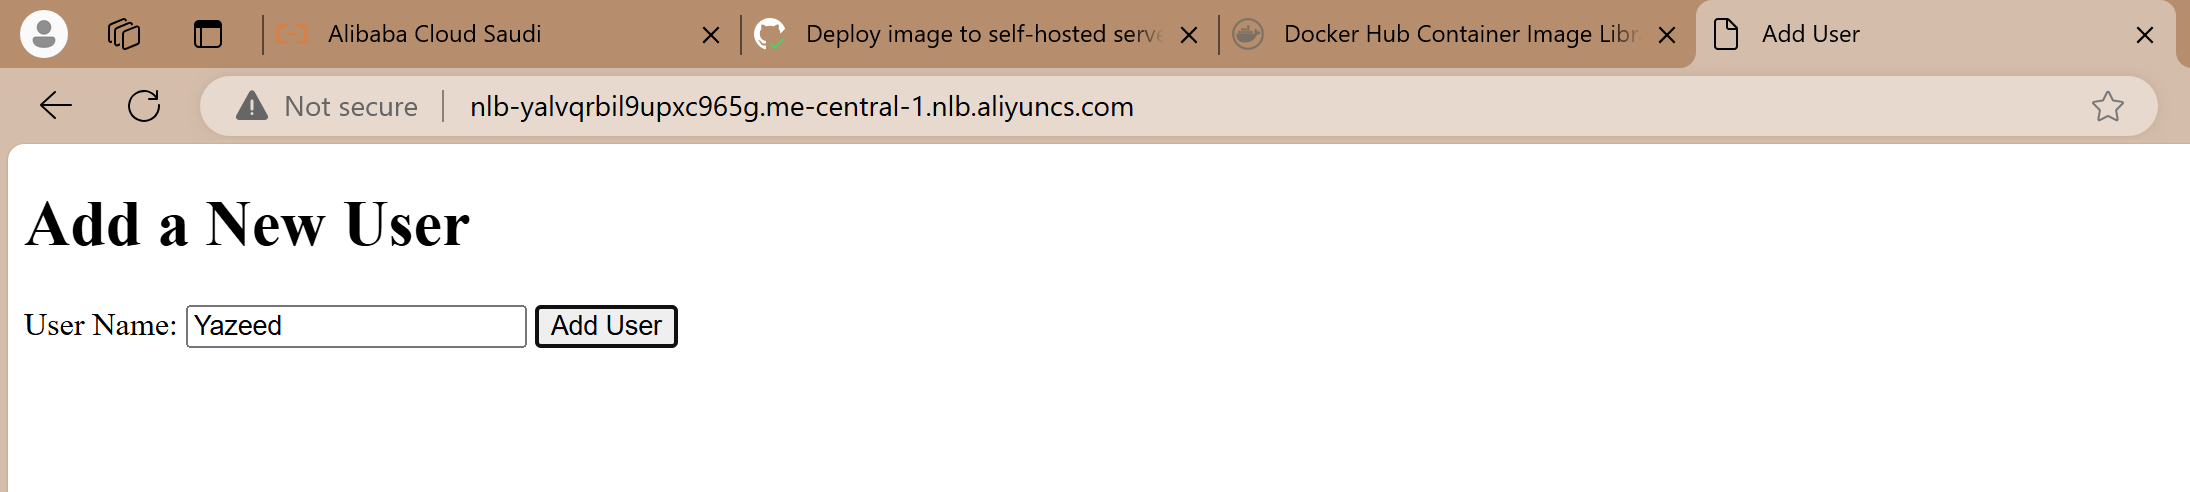 Alibaba Cloud Saudi
Deploy image to self-hosted serve
Docker Hub Container Image Libr
Add User
Not secure
nlb-yalvqrbil9upxc965g.me-central-1.nlb.aliyuncs.com
Add a New User
User Name: Yazeed Add User